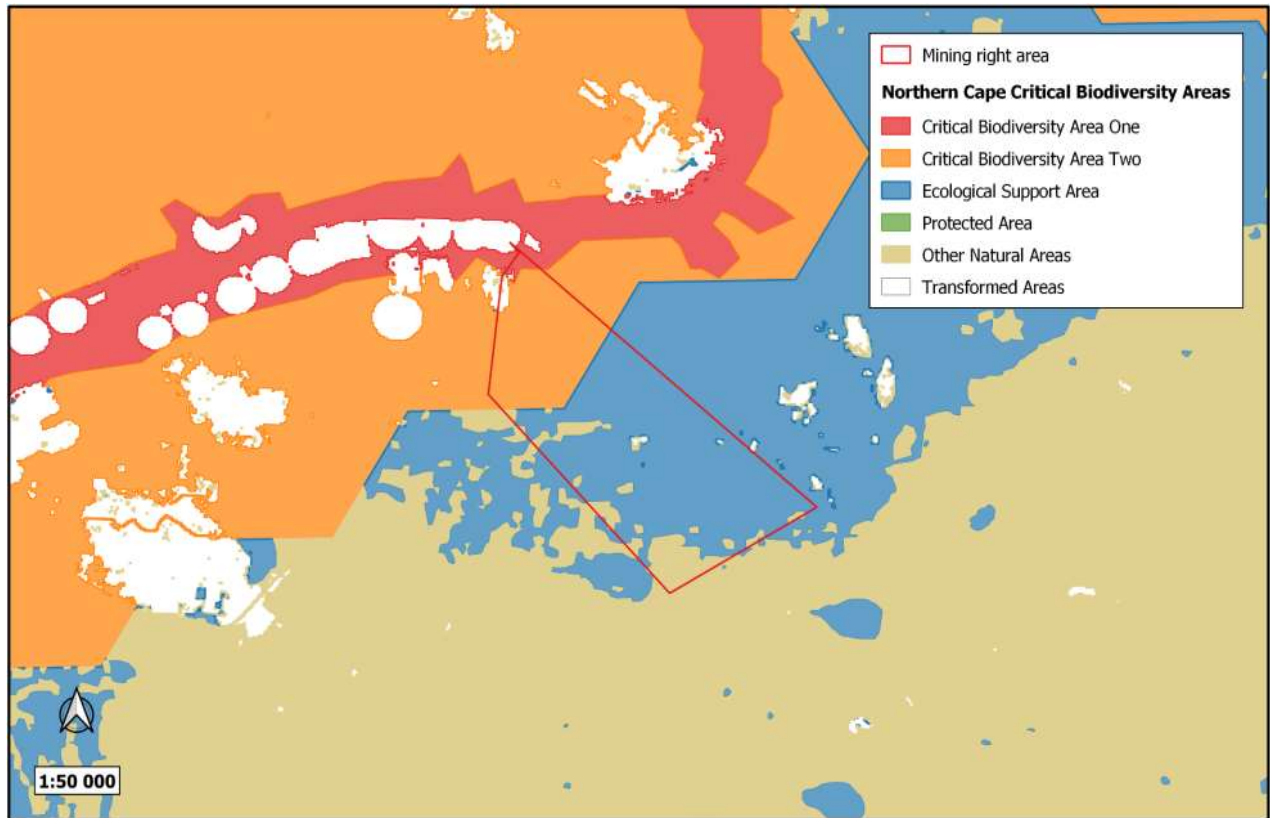 Mining right area
Northern Cape Critical Biodiversity Areas
Critical Biodiversity Area One
Critical Biodiversity Area Two
Ecological Support Area
Protected Area
Other Natural Areas
Transformed Areas
1:50 000